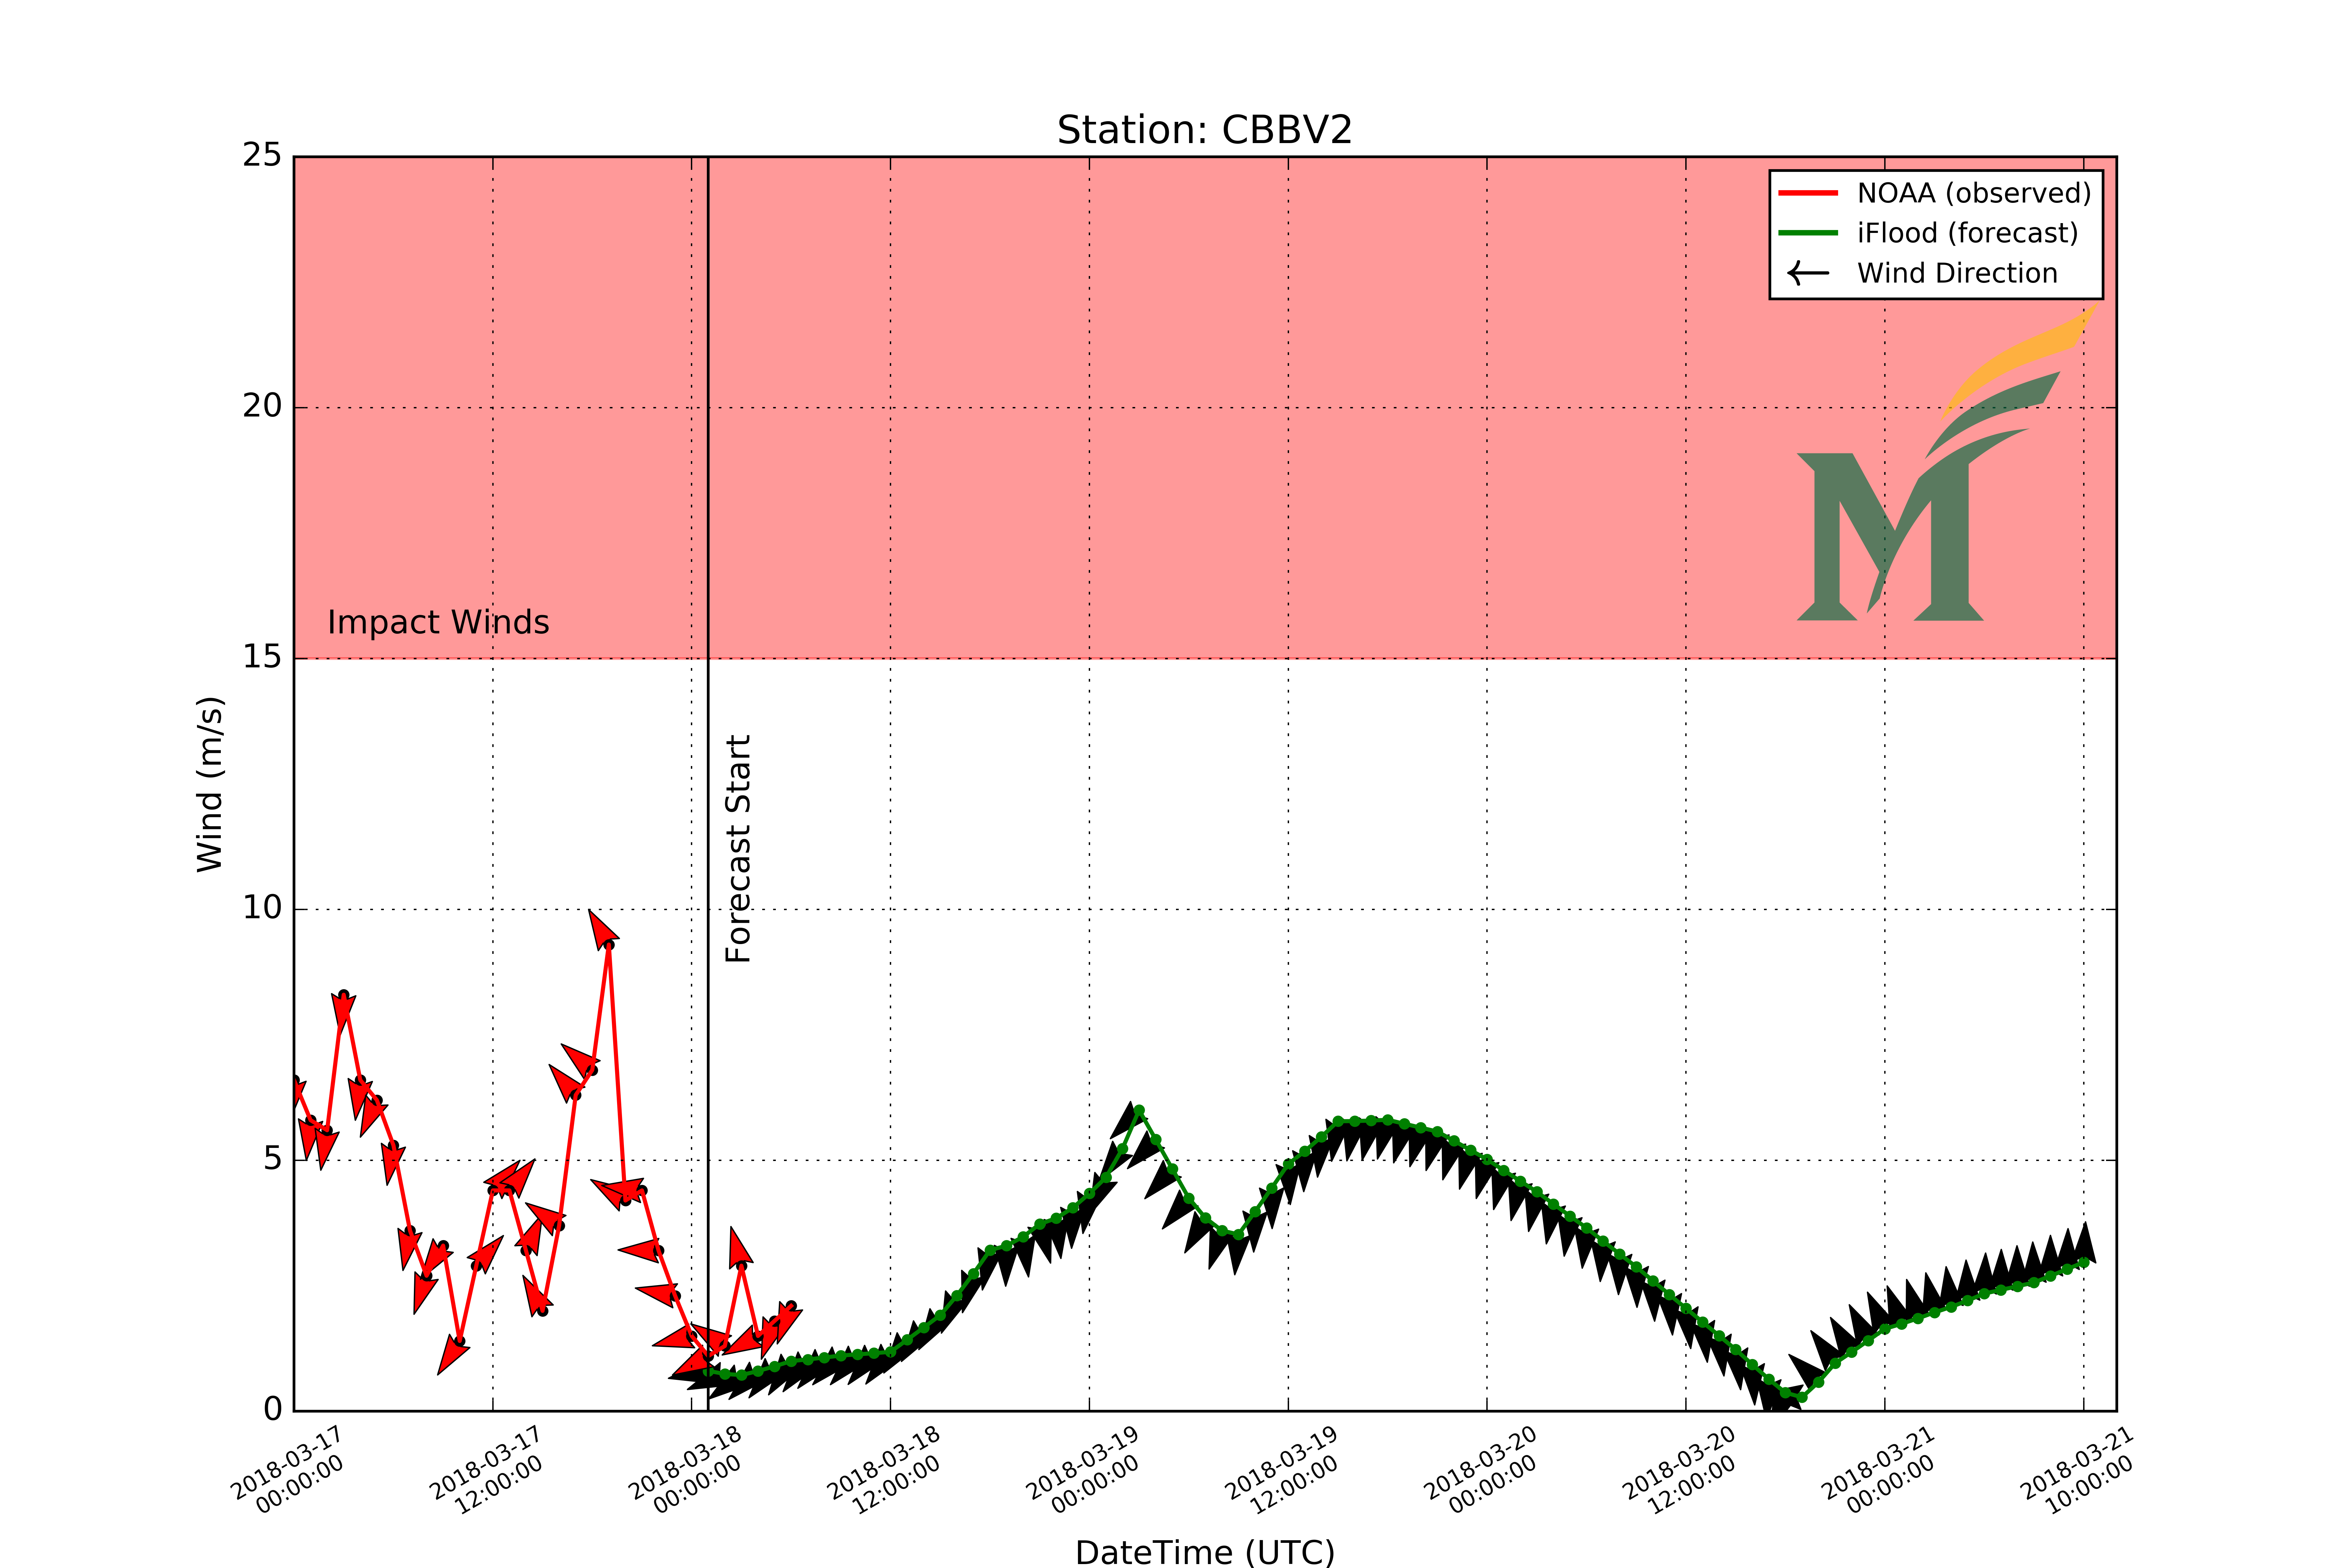 Station: CBBV2
25
20
15
10
5
0
Wind (m/s)
NOAA (observed)
iFlood (forecast)
Wind Direction
M
Impact Winds
Forecast Start
2018-03-17
00:00:00
2018-03-17
12:00:00
2018-03-18
00:00:00
2018-03-18
12:00:00
2018-03-19
00:00:00
2018-03-19
12:00:00
2018-03-20
00:00:00
2018-03-20
12:00:00
2018-03-21
00:00:00
2018-03-21
10:00:00
DateTime (UTC)